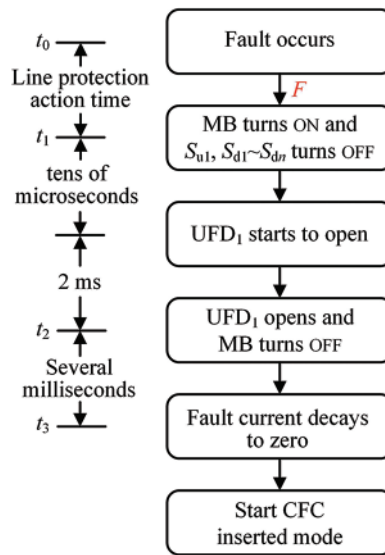 t0
Line protection
action time
t1
tens of
microseconds
2 ms
t2
Several
milliseconds
t3
Fault occurs
F
MB turns ON and
Su1, Sd1~Sdn turns OFF
UFD1 starts to open
UFD1 opens and
MB turns OFF
Fault current decays
to zero
Start CFC
inserted mode